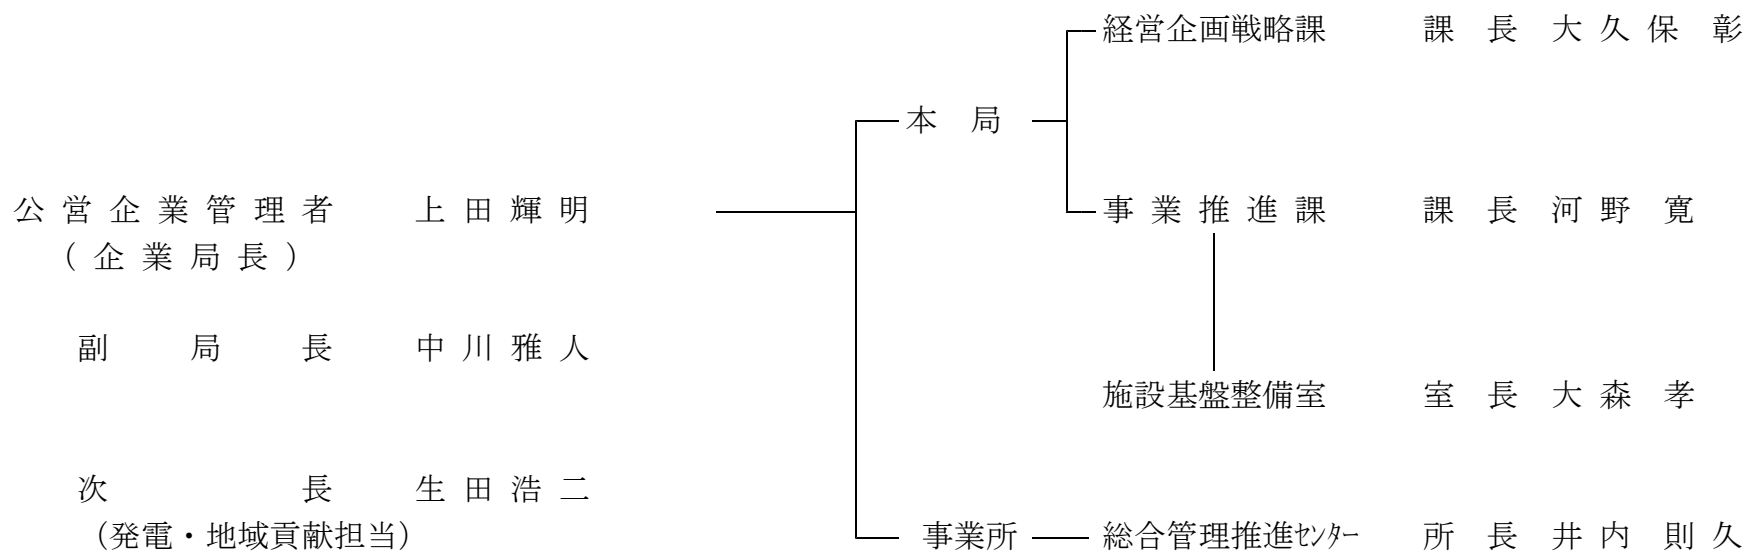 経営企画戦略課 課 長 大 久 保 彰
本 局
公 営 企 業 管 理 者 上 田 輝 明 事 業 推 進 課 課 長 河 野 寛
( 企 業 局 長 )
副 局 長 中 川 雅 人
施設基盤整備室 室 長 大 森 孝
次 長 生 田 浩 二
(発電・地域貢献担当) 事業所 総合管理推進ｾﾝﾀｰ 所 長 井 内 則 久